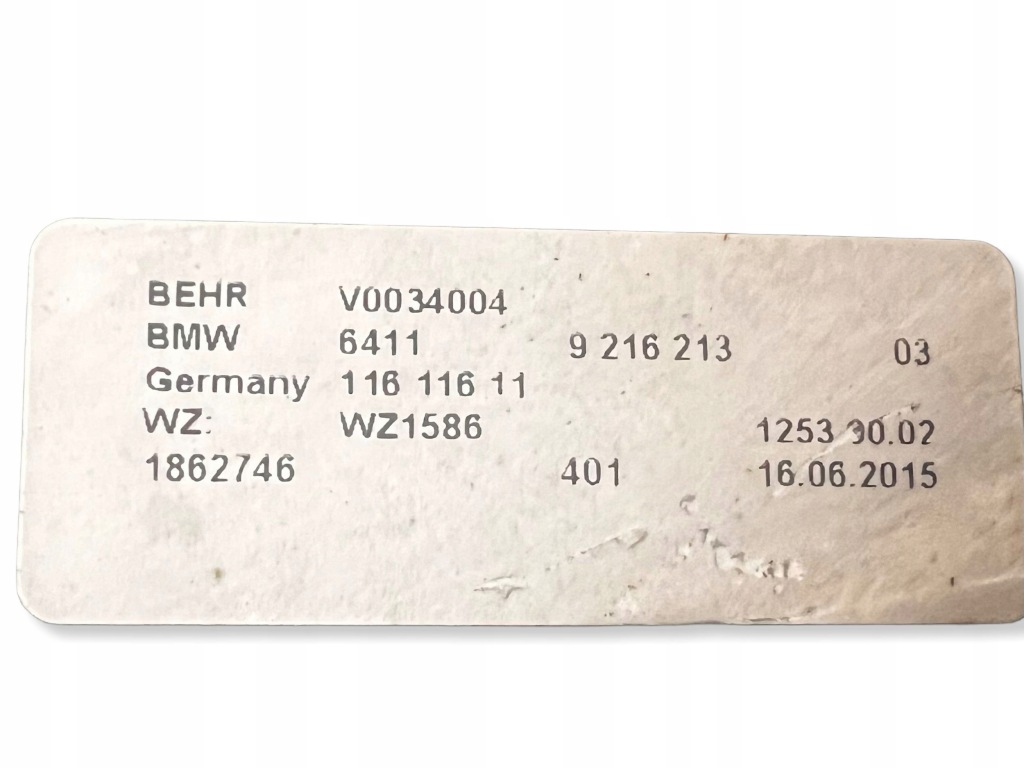 BEHR V0034004
BMW 6411 9 216 213 03
Germany 116 116 11
WZ: WZ1586 1253 90.02
1862746 401 16.06.2015